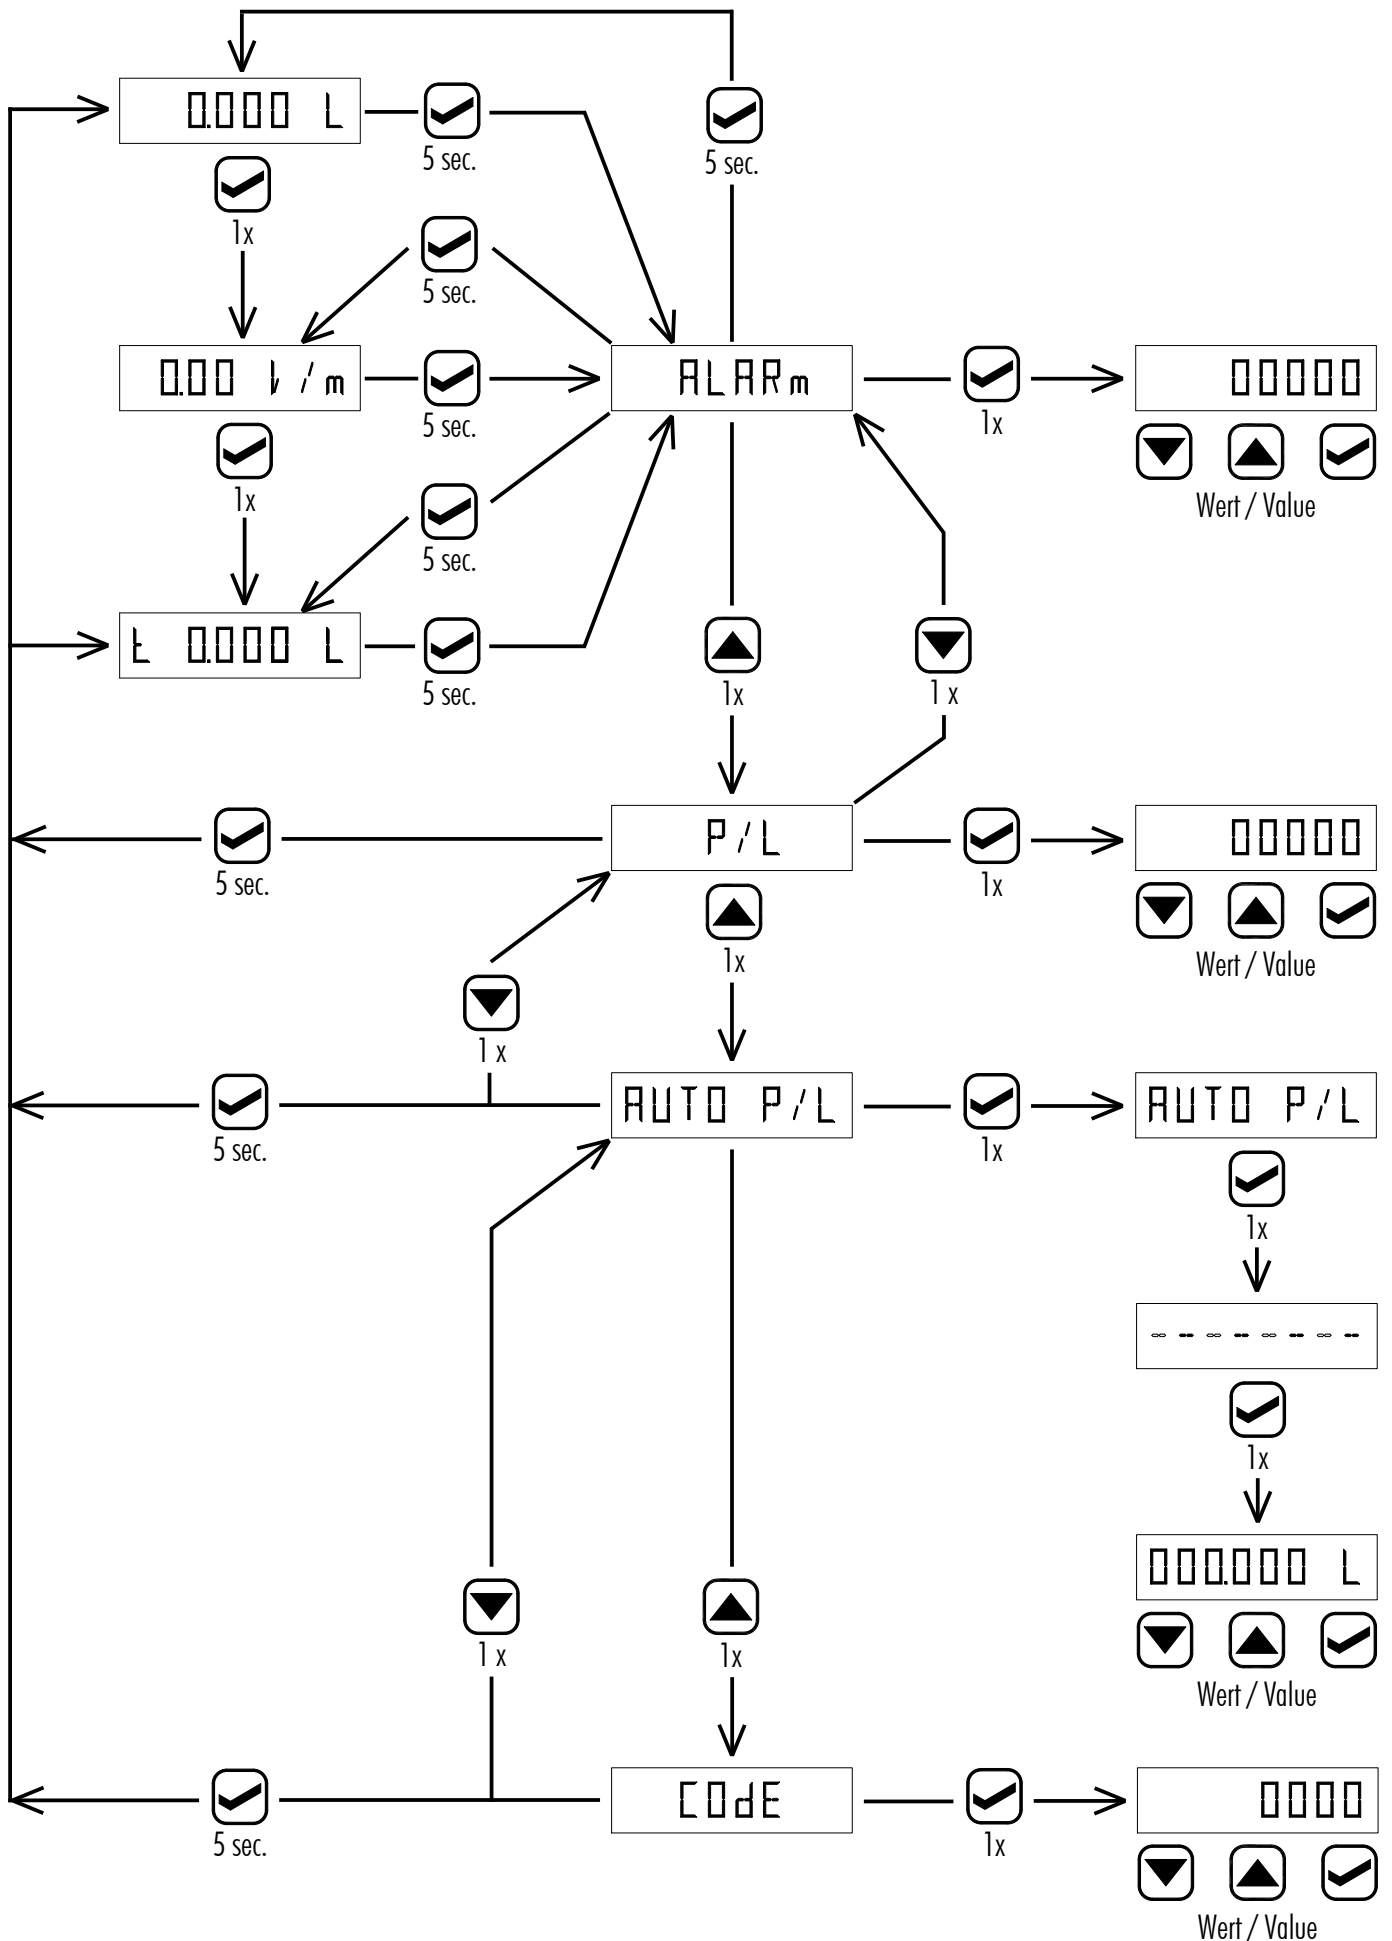 0.000 L
5 sec.
5 sec.
1x
5 sec.
0.00 l/m
ALARm
00000
5 sec.
1x
1x
Wert / Value
5 sec.
t 0.000 L
5 sec.
1x
1 x
P/L
00000
5 sec.
1x
1x
Wert / Value
1 x
AUTO P/L
AUTO P/L
5 sec.
1x
1x
--------
1x
000.000 L
1 x
1x
Wert / Value
CODE
0000
5 sec.
1x
Wert / Value